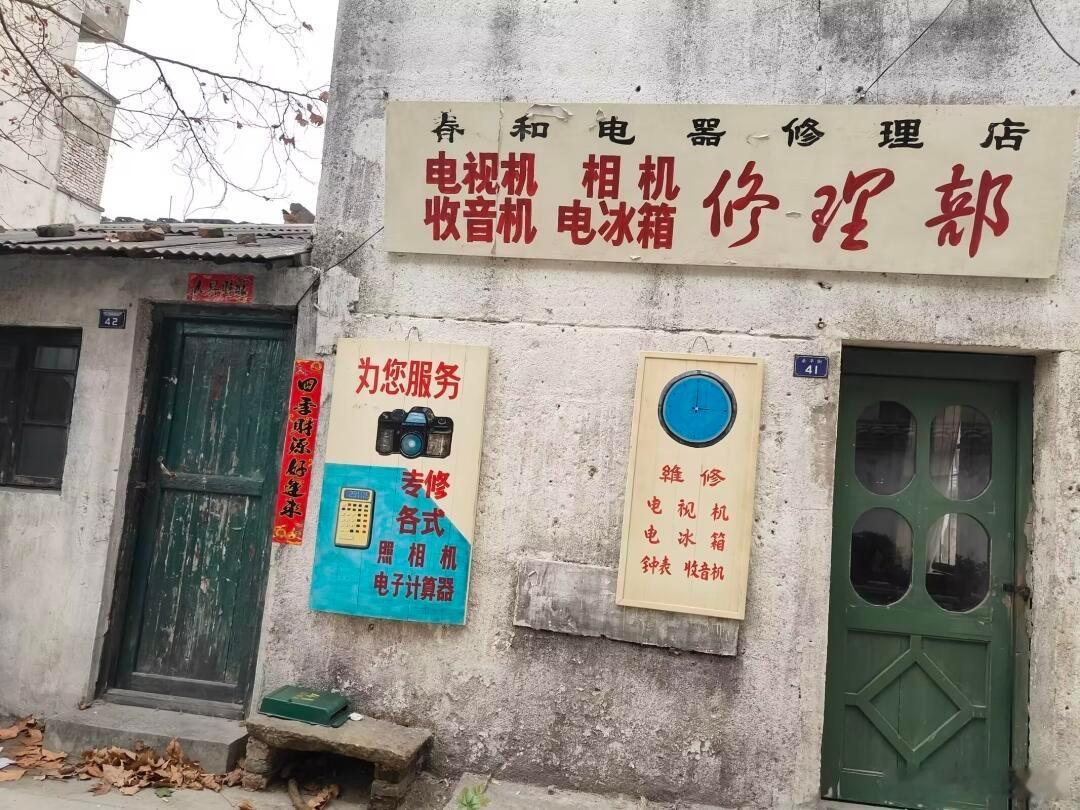 春和电器修理店
电视机 相机
收音机 电冰箱
修理部
42
四季财源好运来
为您服务
专修
各式
照相机
电子计算器
41
維修
电视机
电冰箱
钟表 收音机